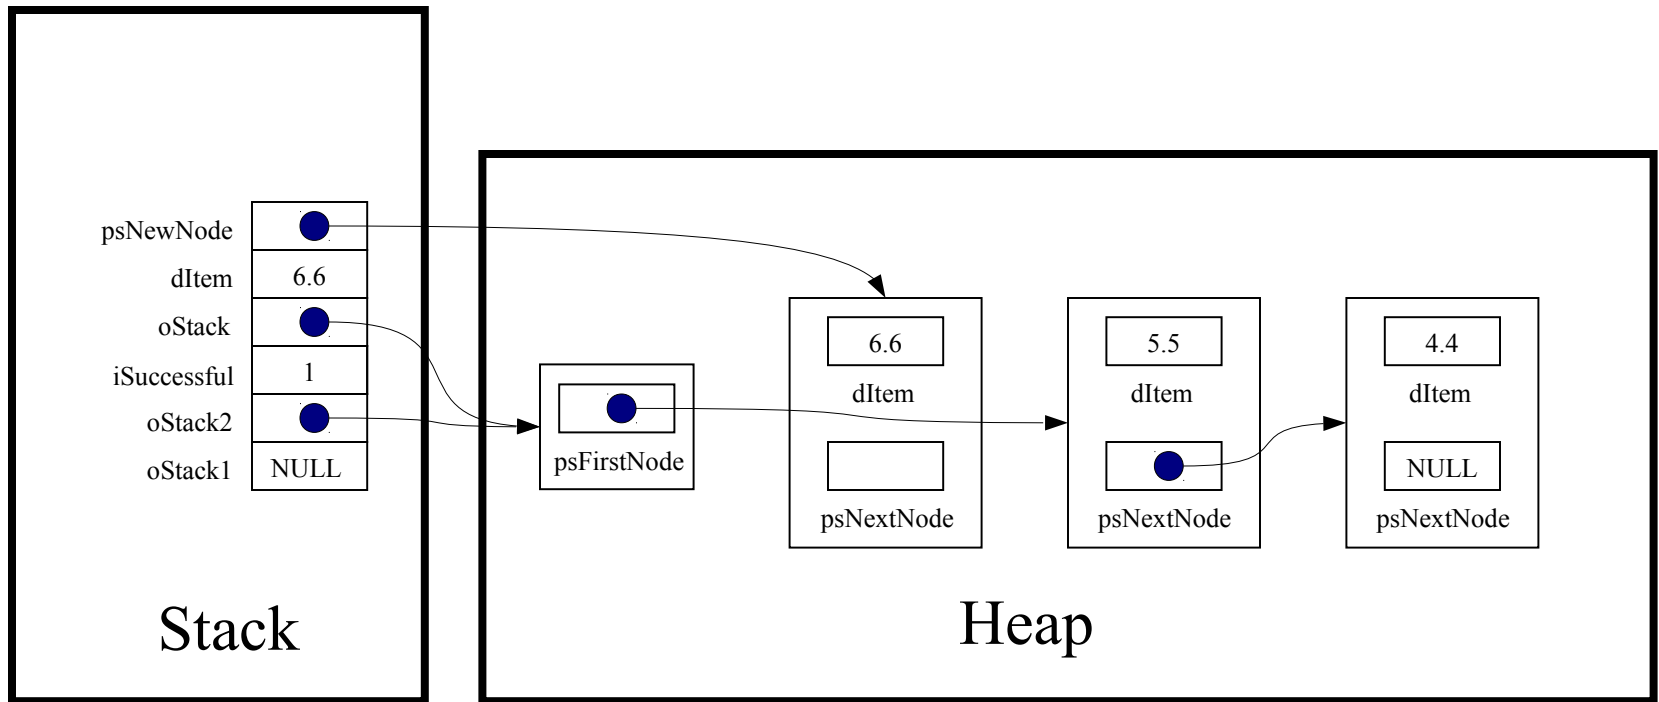 psNewNode
dItem 6.6
oStack
iSuccessful 1
oStack2
oStack1 NULL
Stack
psFirstNode
6.6
dItem
psNextNode
5.5
dItem
psNextNode
4.4
dItem
NULL
psNextNode
Heap